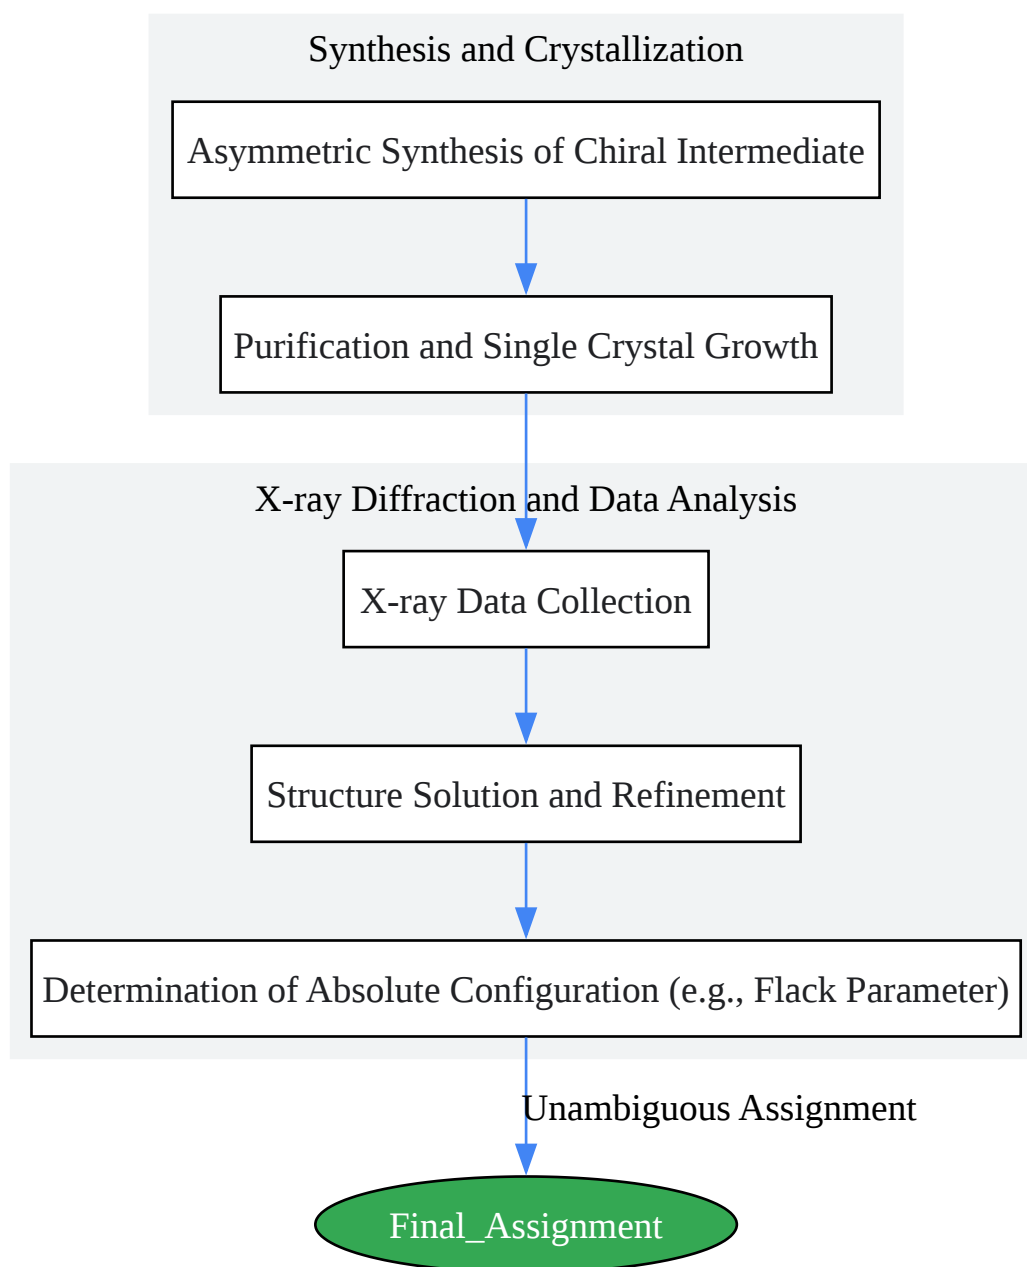 Synthesis and Crystallization
Asymmetric Synthesis of Chiral Intermediate
Purification and Single Crystal Growth
X-ray Diffraction and Data Analysis
X-ray Data Collection
Structure Solution and Refinement
Determination of Absolute Configuration (e.g., Flack Parameter)
Unambiguous Assignment
Final_Assignment